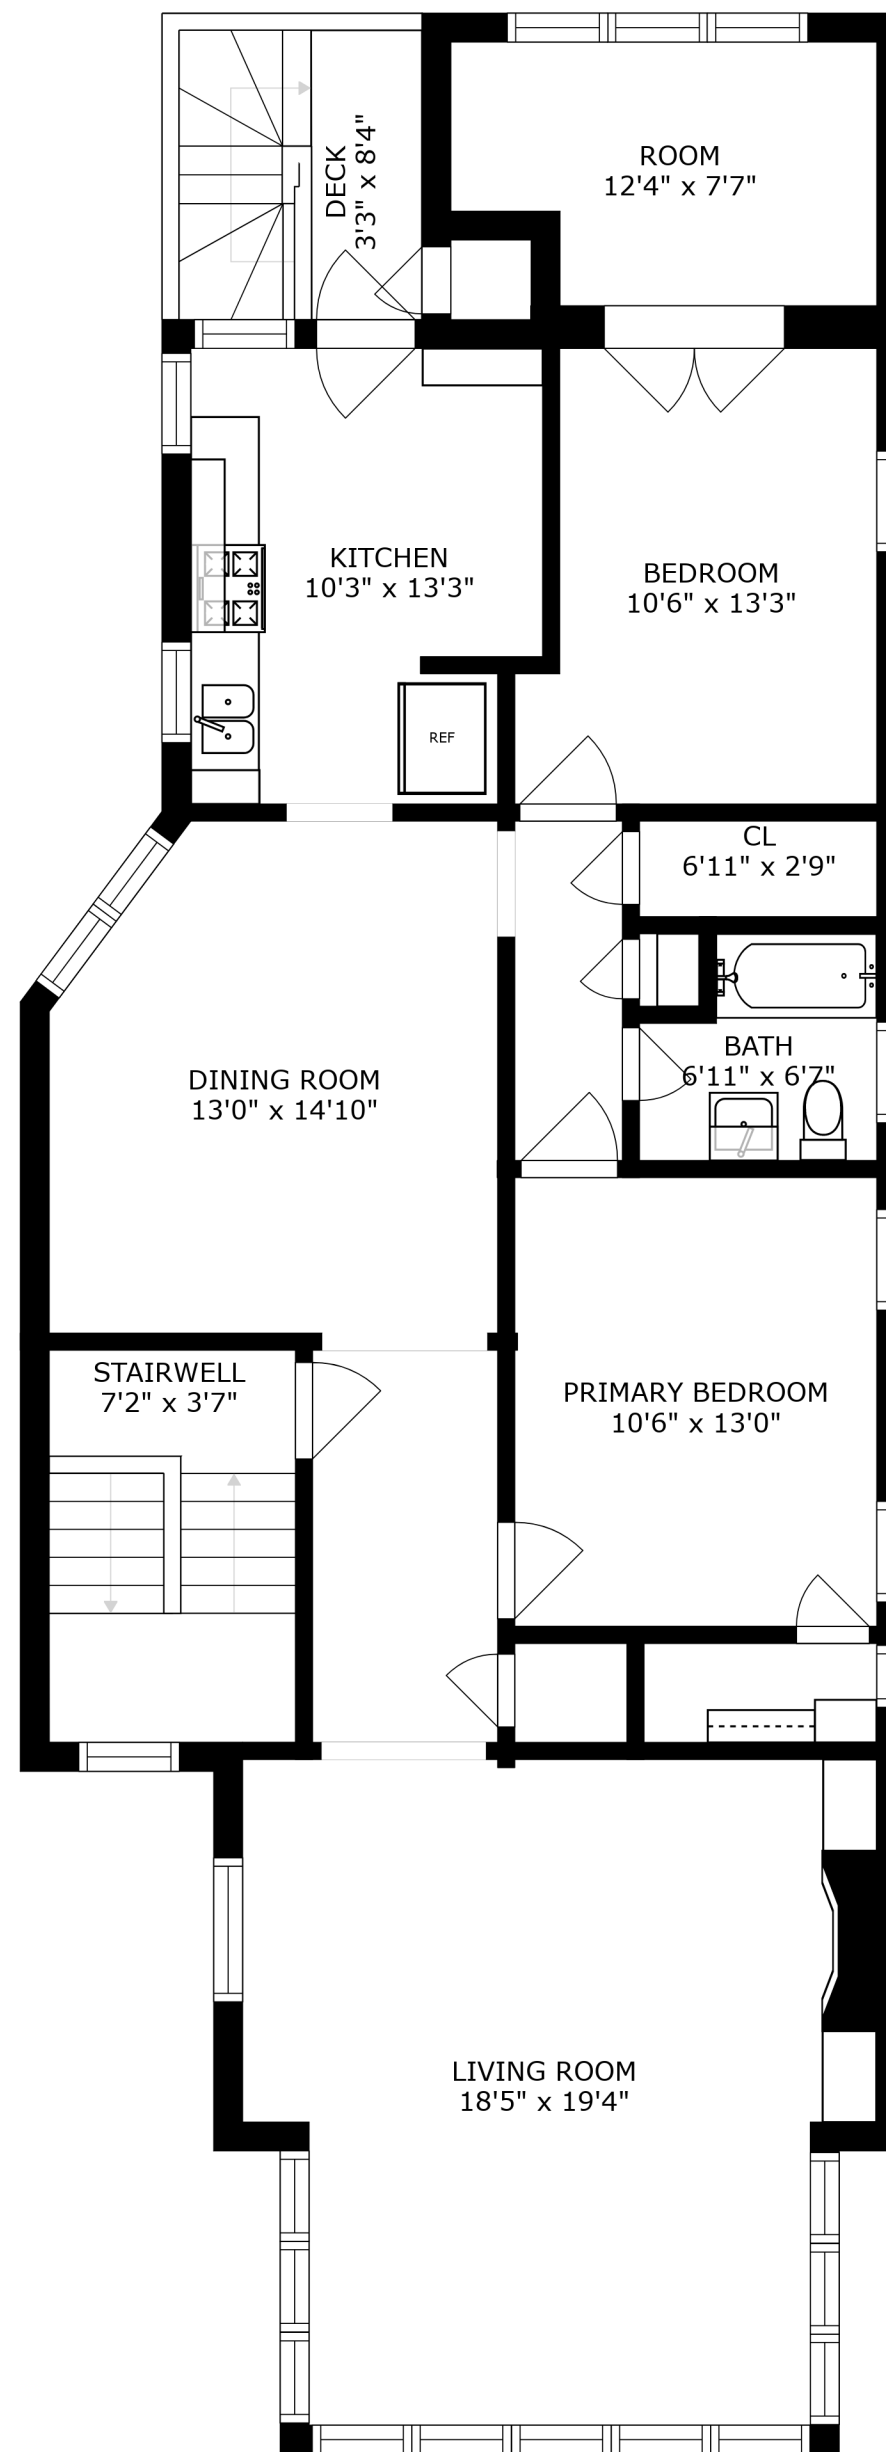 ROOM
12'4" x 7'7"
DECK
3'3" x 8'4"
KITCHEN
10'3" x 13'3"
BEDROOM
10'6" x 13'3"
REF
CL
6'11" x 2'9"
BATH
6'11" x 6'7"
DINING ROOM
13'0" x 14'10"
STAIRWELL
7'2" x 3'7"
PRIMARY BEDROOM
10'6" x 13'0"
LIVING ROOM
18'5" x 19'4"